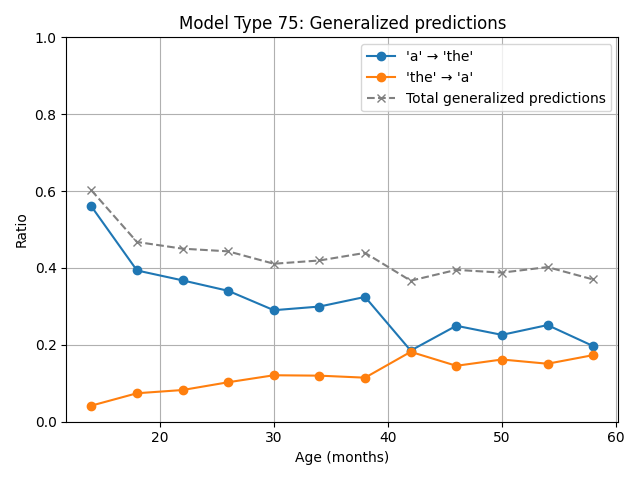 Model Type 75: Generalized predictions
'a' → 'the'
'the' → 'a'
Total generalized predictions
Ratio
1.0
0.8
0.6
0.4
0.2
0.0
20
30
40
50
60
Age (months)